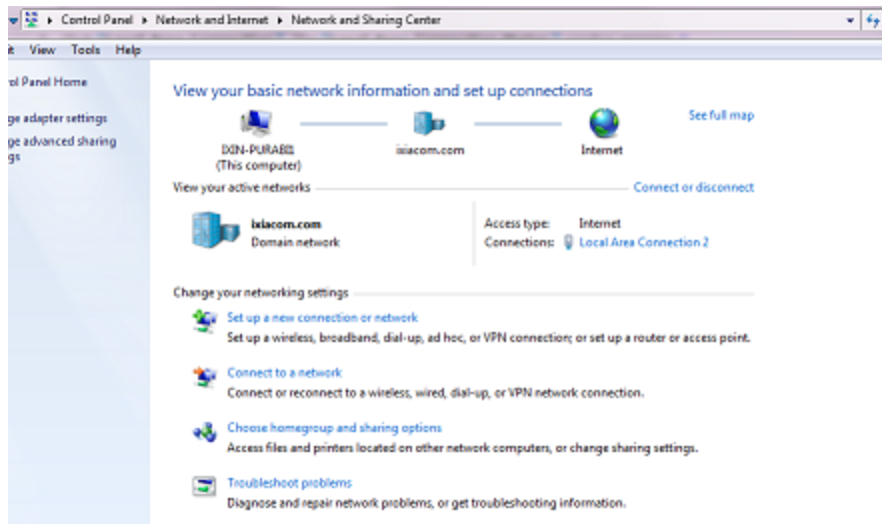 Control Panel ▸ Network and Internet ▸ Network and Sharing Center
View Tools Help
rol Panel Home
ge adapter settings
ge advanced sharing
gs
View your basic network information and set up connections
See full map
(This computer)
ixiacom.com
Internet
View your active networks
Connect or disconnect
ixiacom.com
Domain network
Access type: Internet
Connections: Local Area Connection 2
Change your networking settings
Set up a new connection or network
Set up a wireless, broadband, dial-up, ad hoc, or VPN connection; or set up a router or access point.
Connect to a network
Connect or reconnect to a wireless, wired, dial-up, or VPN network connection.
Choose homegroup and sharing options
Access files and printers located on other network computers, or change sharing settings.
Troubleshoot problems
Diagnose and repair network problems, or get troubleshooting information.